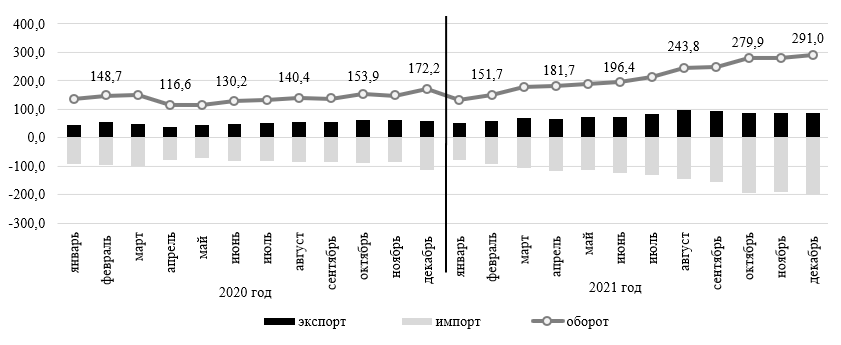 400,0
300,0
200,0
100,0
0,0
-100,0
-200,0
-300,0
148,7
116,6
130,2
140,4
153,9
172,2
151,7
181,7
196,4
243,8
279,9
291,0
январь
февраль
март
апрель
май
июнь
июль
август
сентябрь
октябрь
ноябрь
декабрь
январь
февраль
март
апрель
май
июнь
июль
август
сентябрь
октябрь
ноябрь
декабрь
2020 год
2021 год
экспорт
импорт
оборот